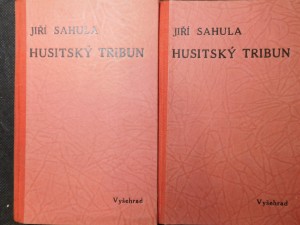 JIŘÍ SAHULA
HUSITSKÝ TRIBUN
Vyšehrad
JIŘÍ SAHULA
HUSITSKÝ TRIBUN
Vyšehrad